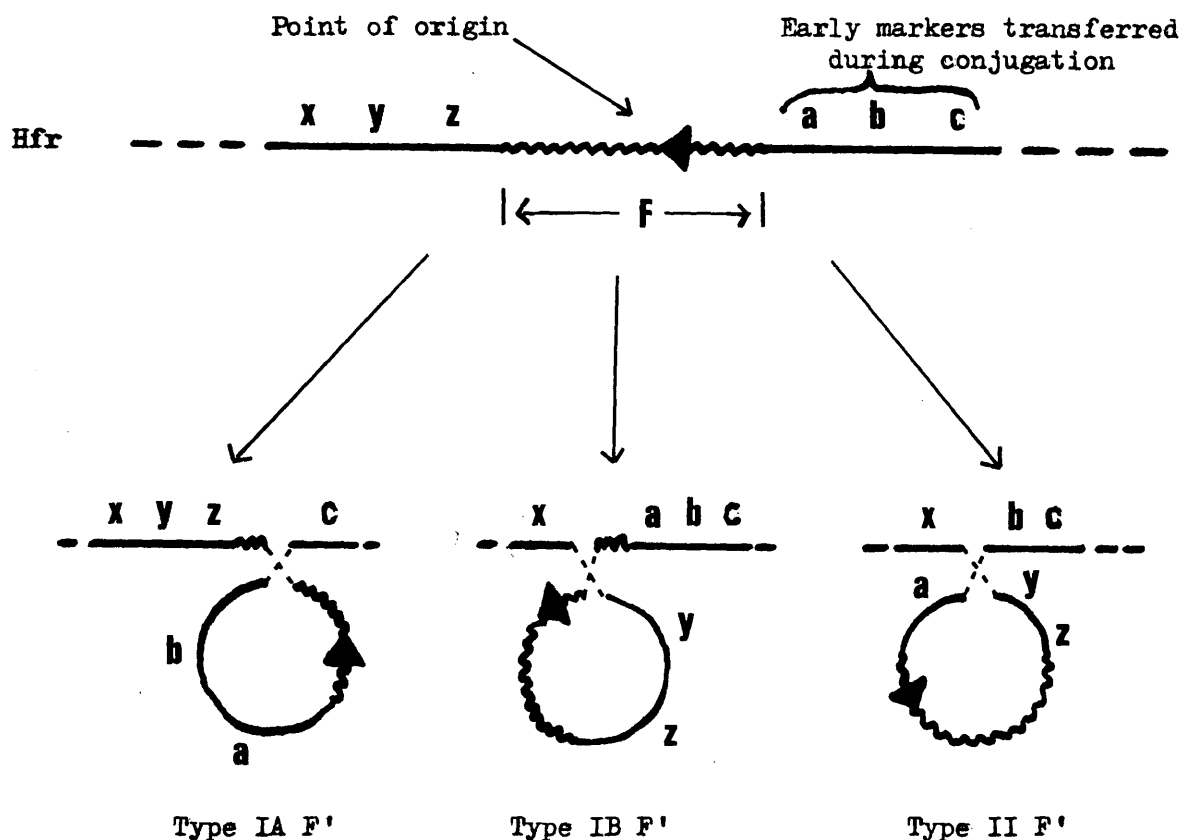 Point of origin
Early markers transferred
during conjugation
x y z
a b c
Hfr
F
x y z c
b
a
x a b c
y
z
x b c
a y
z
Type IA F'
Type IB F'
Type II F'